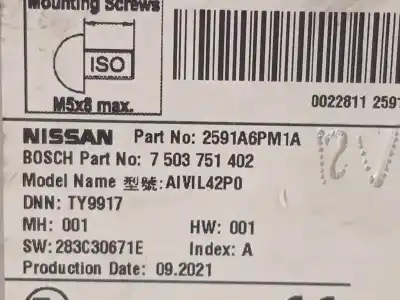 Mounting Screws
ISO
M5x8 max.
0022811 2591
NISSAN Part No: 2591A6PM1A
BOSCH Part No: 7 503 751 402
Model Name 型號:AIVIL42P0
DNN: TY9917
MH: 001 HW: 001
SW:283C30671E Index: A
Production Date: 09.2021